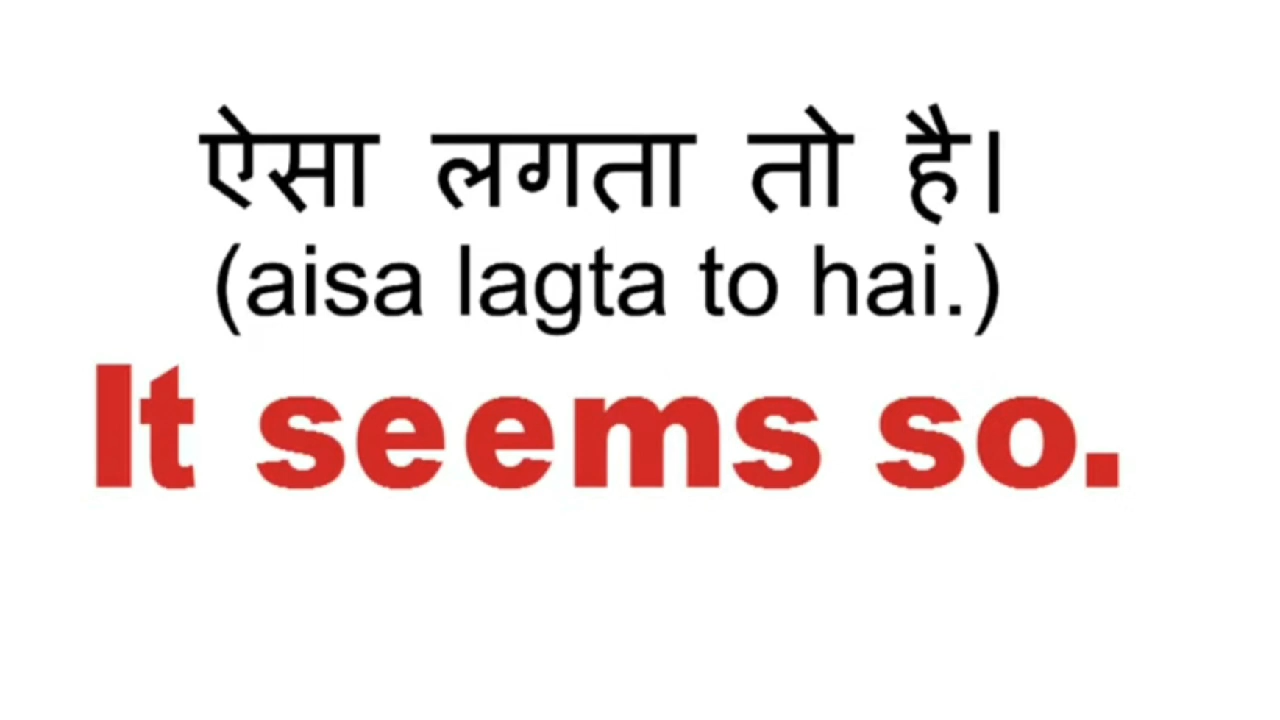 ऐसा लगता तो है।
(aisa lagta to hai.)
It seems so.